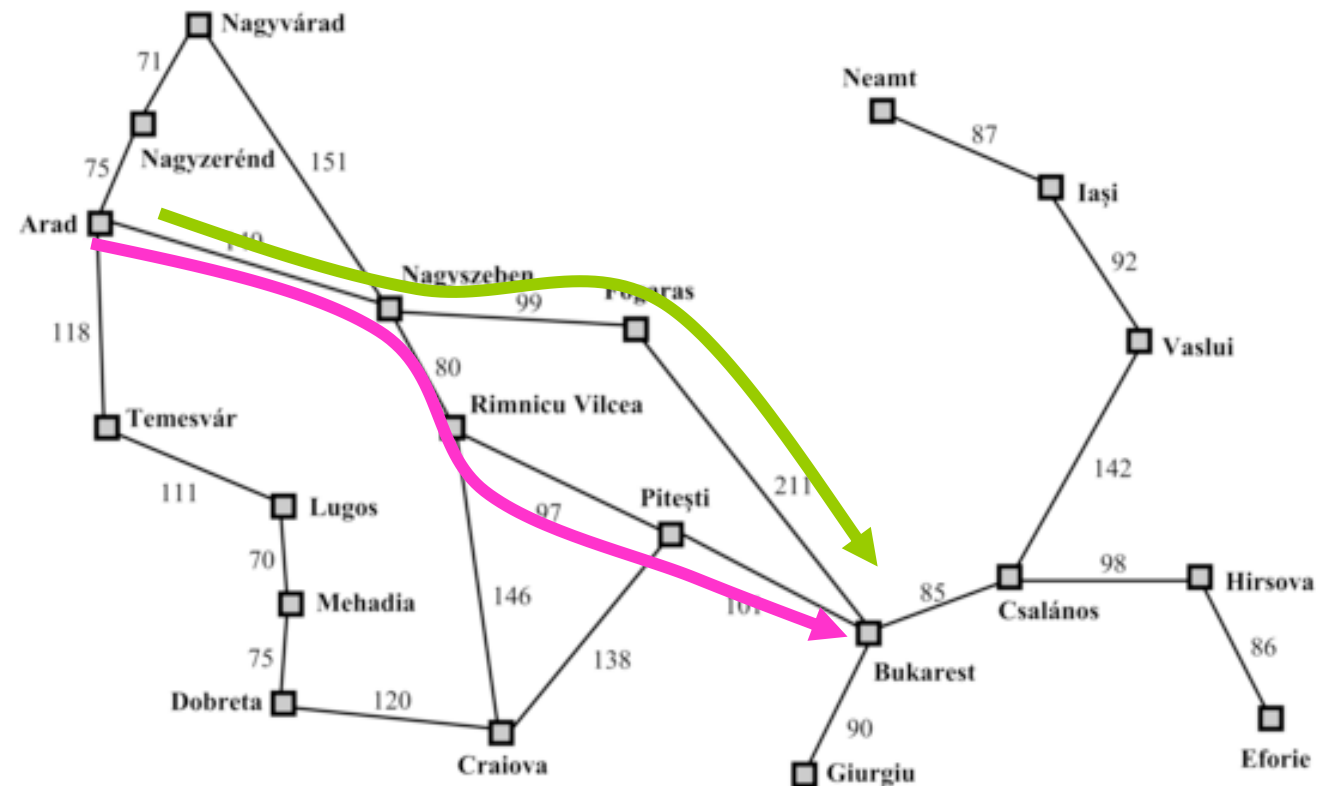 Nagyvárad
71
Neamt
87
Nagyzerénd
151
75
Iași
Arad
92
Nagyszeben
99
Fogaras
118
Vaslui
80
Rimnicu Vilcea
Temesvár
142
111
Lugos
Pitești
211
97
70
98
Hirsova
Mehadia
146
85
Csalános
138
86
75
Bukarest
Dobreta
120
90
Craiova
Giurgiu
Eforie